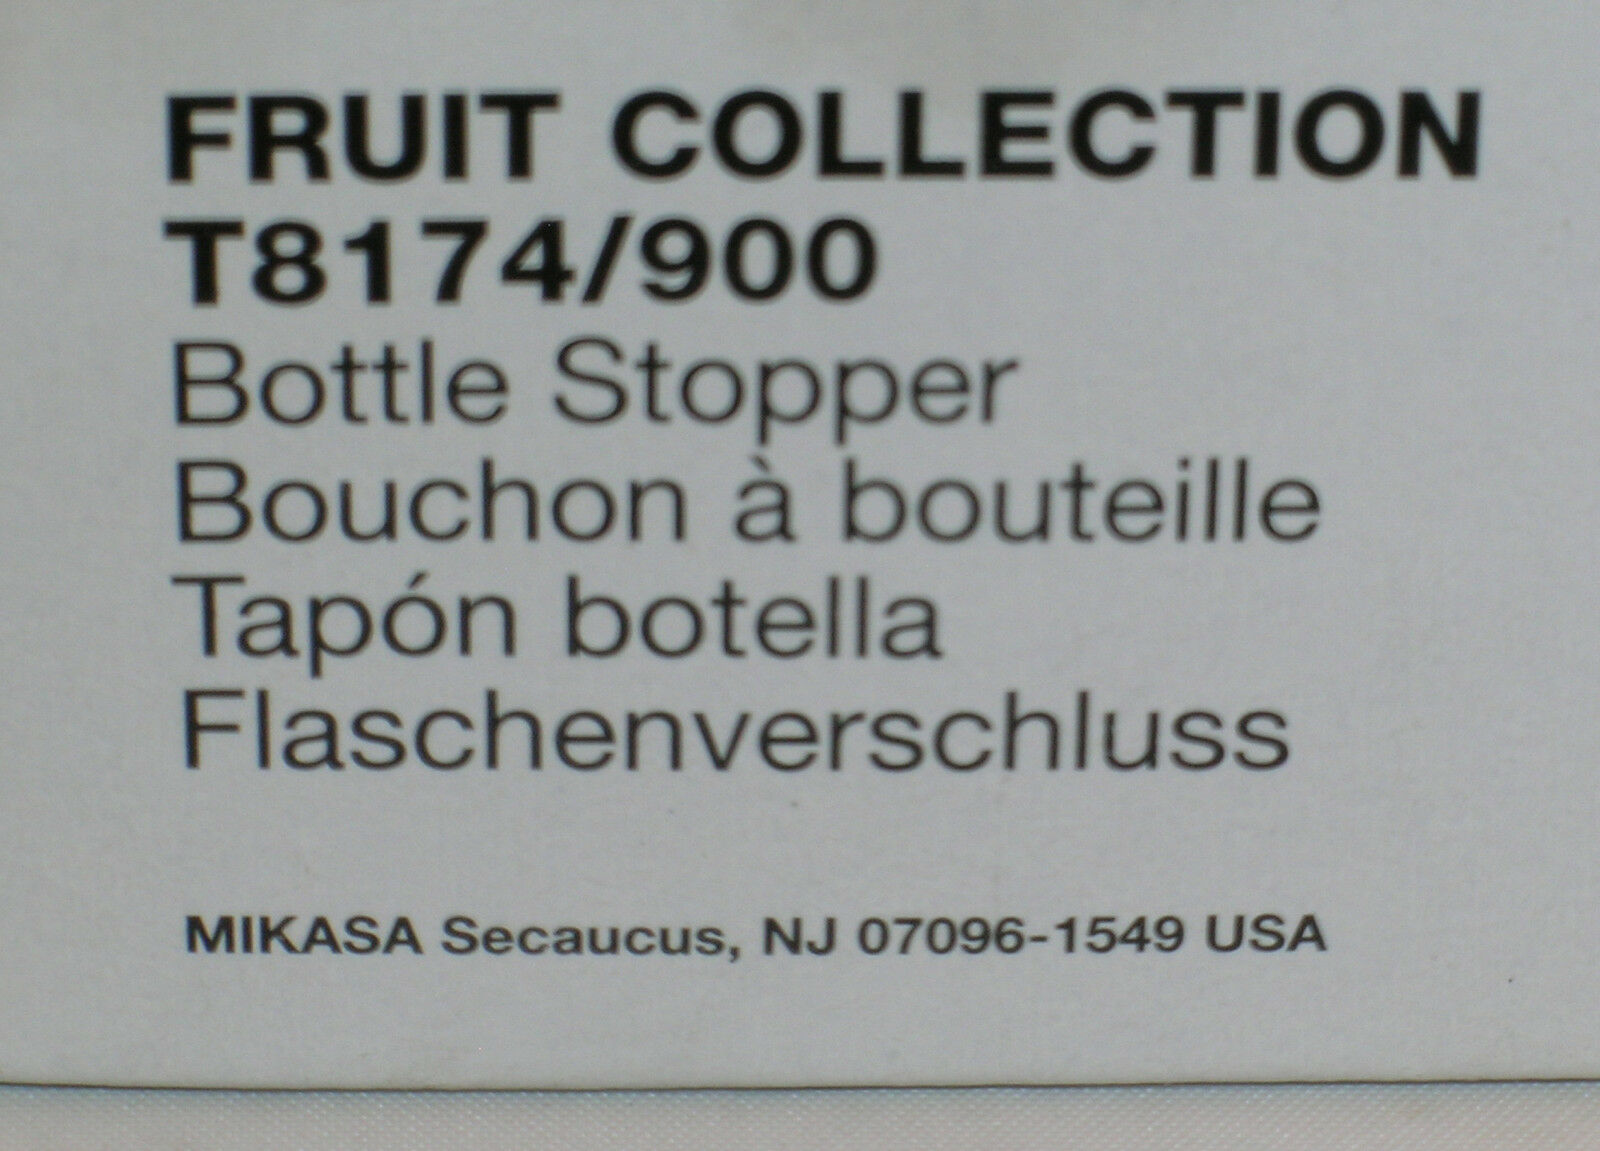 FRUIT COLLECTION
T8174/900
Bottle Stopper
Bouchon à bouteille
Tapón botella
Flaschenverschluss
MIKASA Secaucus, NJ 07096-1549 USA